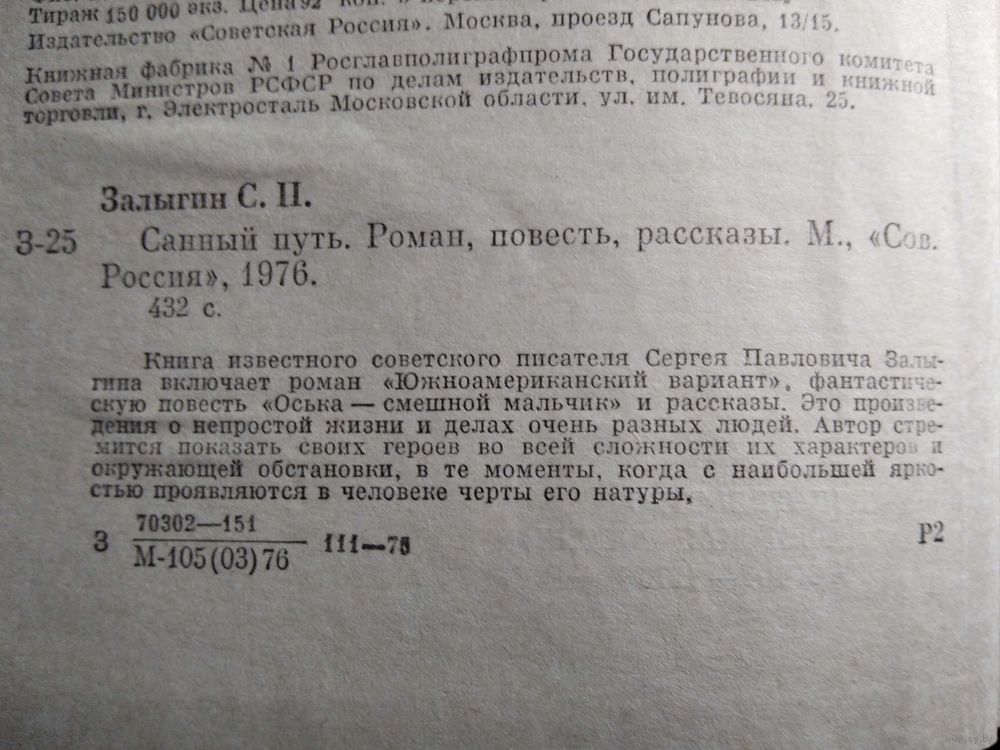 Тираж 150 000 экз. Цена 92 коп.
Издательство «Советская Россия». Москва, проезд Сапунова, 13/15.
Книжная фабрика № 1 Росглавполиграфпрома Государственного комитета
Совета Министров РСФСР по делам издательств, полиграфии и книжной
торговли, г. Электросталь Московской области, ул. им. Тевосяна, 25.
Залыгин С. П.
З-25 Санный путь. Роман, повесть, рассказы. М., «Сов.
Россия», 1976.
432 с.
Книга известного советского писателя Сергея Павловича Залы-
гина включает роман «Южноамериканский вариант», фантастиче-
скую повесть «Оська — смешной мальчик» и рассказы. Это произве-
дения о непростой жизни и делах очень разных людей. Автор стре-
мится показать своих героев во всей сложности их характеров и
окружающей обстановки, в те моменты, когда с наибольшей ярко-
стью проявляются в человеке черты его натуры.
70302—151
З 111—75 Р2
М-105(03)76
www.ay.by